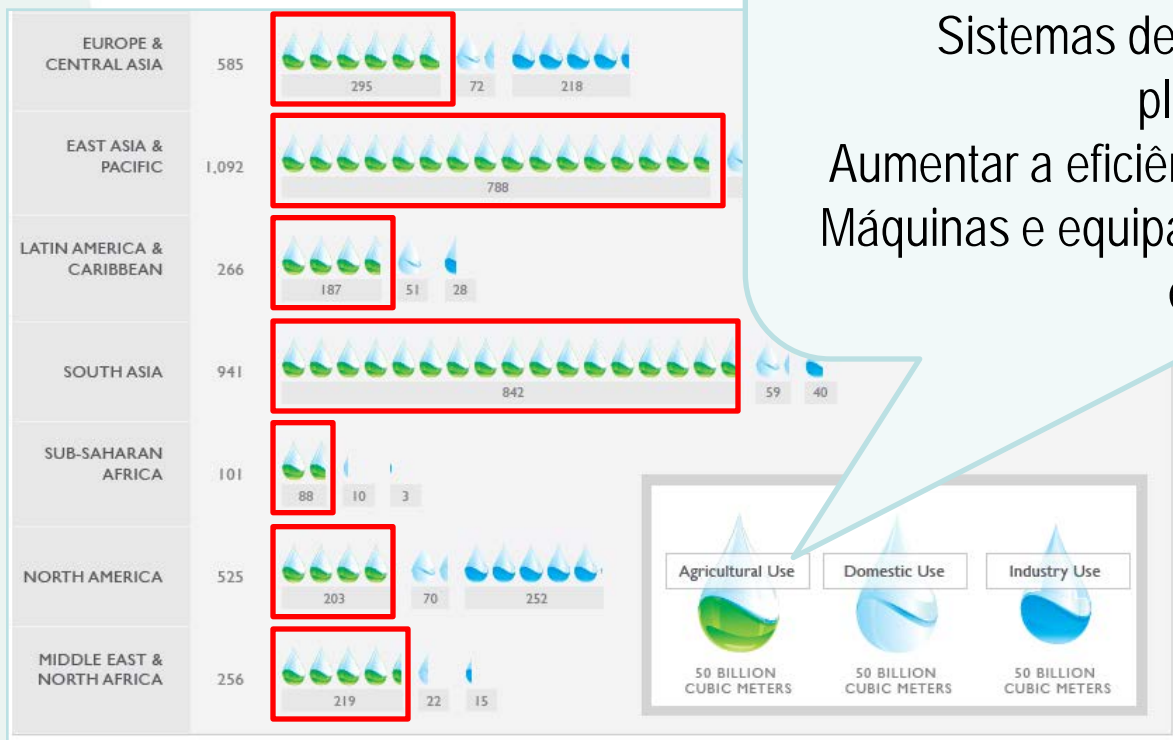 Sistemas de
Aumentar a eficiên
Máquinas e equipa
EUROPE &
CENTRAL ASIA
585
295
72
218
EAST ASIA &
PACIFIC
1,092
788
LATIN AMERICA &
CARIBBEAN
266
187
51
28
SOUTH ASIA
941
842
59
40
SUB-SAHARAN
AFRICA
101
88
10
3
NORTH AMERICA
525
203
70
252
MIDDLE EAST &
NORTH AFRICA
256
219
22
15
Agricultural Use
Domestic Use
Industry Use
50 BILLION
CUBIC METERS
50 BILLION
CUBIC METERS
50 BILLION
CUBIC METERS